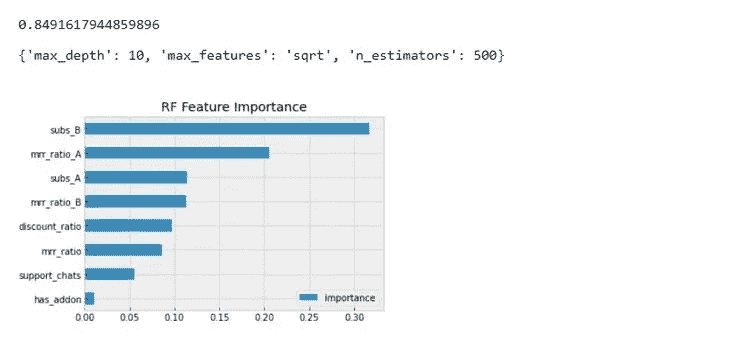 0.8491617944859896
{'max_depth': 10, 'max_features': 'sqrt', 'n_estimators': 500}
RF Feature Importance
subs_B
mrr_ratio_A
subs_A
mrr_ratio_B
discount_ratio
mrr_ratio
support_chats
has_addon
importance
0.00 0.05 0.10 0.15 0.20 0.25 0.30